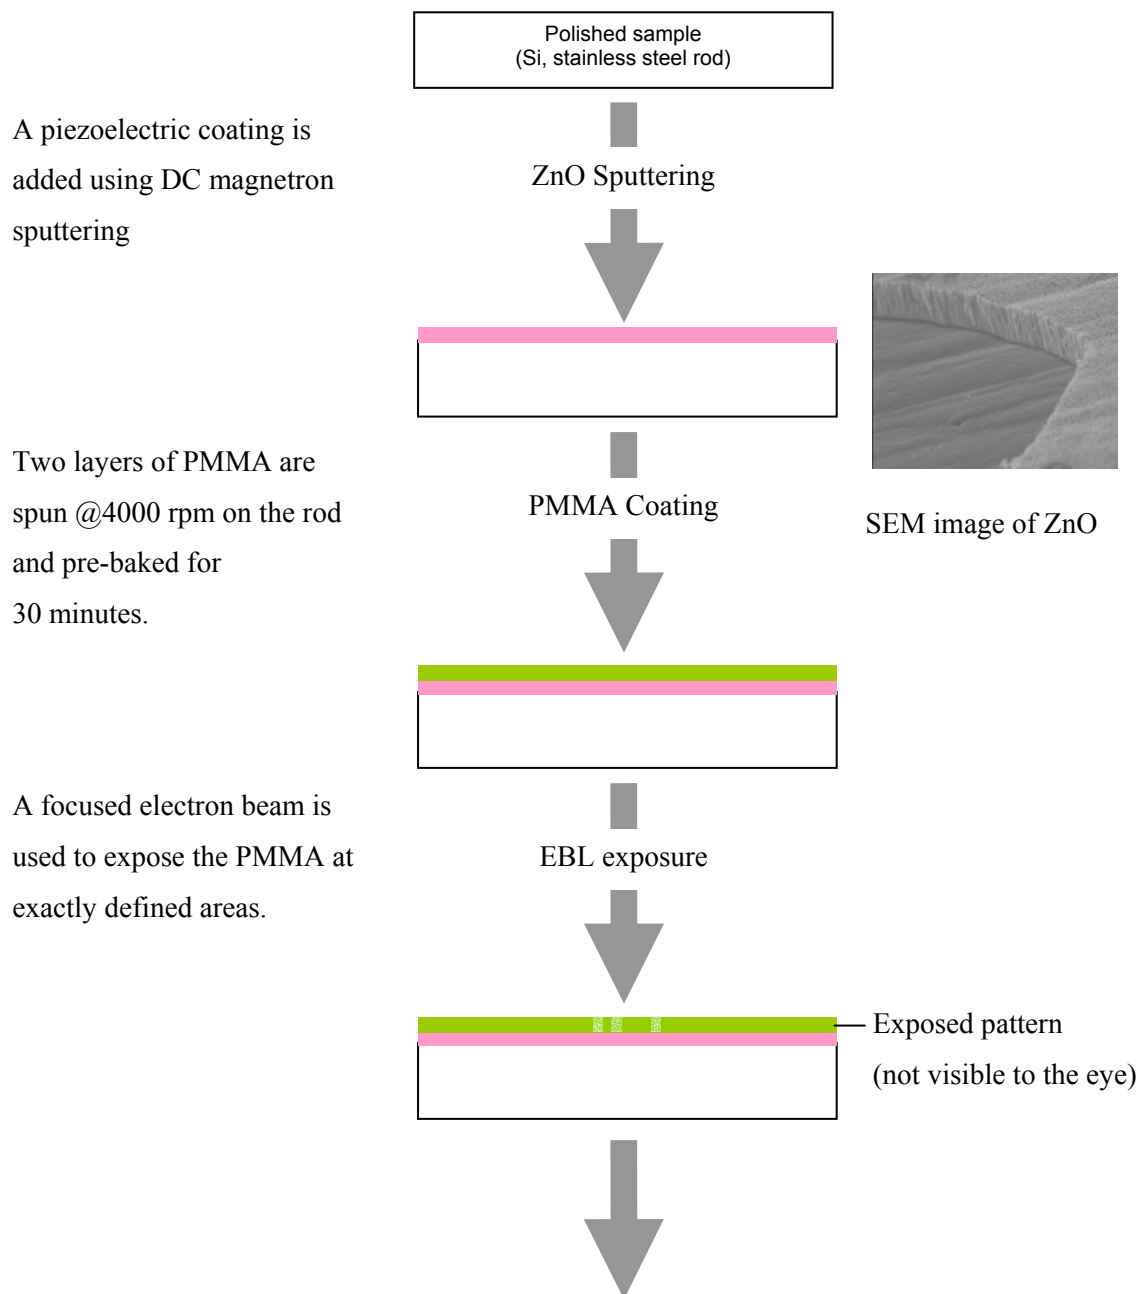 Polished sample
(Si, stainless steel rod)
A piezoelectric coating is
added using DC magnetron
sputtering
ZnO Sputtering
Two layers of PMMA are
spun @4000 rpm on the rod
and pre-baked for
30 minutes.
PMMA Coating
SEM image of ZnO
A focused electron beam is
used to expose the PMMA at
exactly defined areas.
EBL exposure
Exposed pattern
(not visible to the eye)